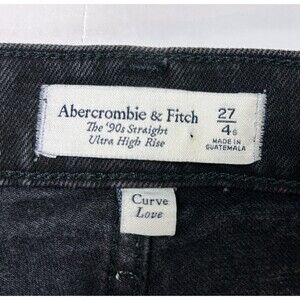 Abercrombie & Fitch
The '90s Straight
Ultra High Rise
27
4S
MADE IN
GUATEMALA
Curve
Love